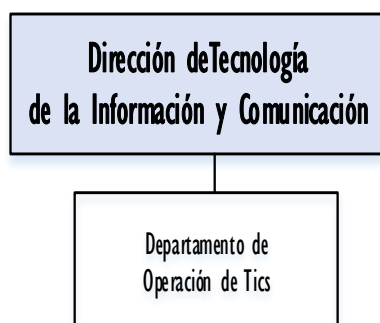 Dirección deTecnología
de la Información y Comunicación
Departamento de
Operación de Tics